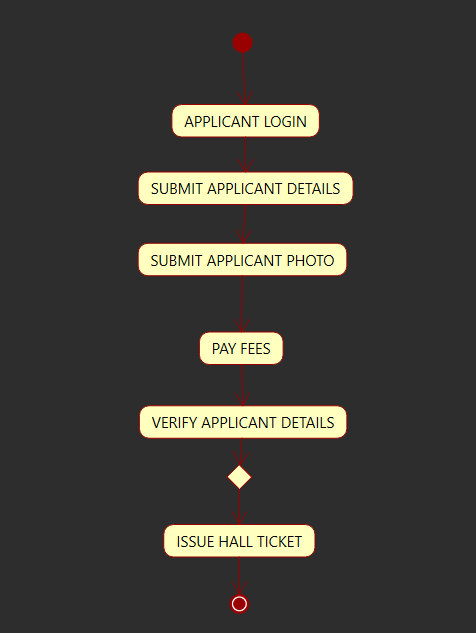 APPLICANT LOGIN
SUBMIT APPLICANT DETAILS
SUBMIT APPLICANT PHOTO
PAY FEES
VERIFY APPLICANT DETAILS
ISSUE HALL TICKET